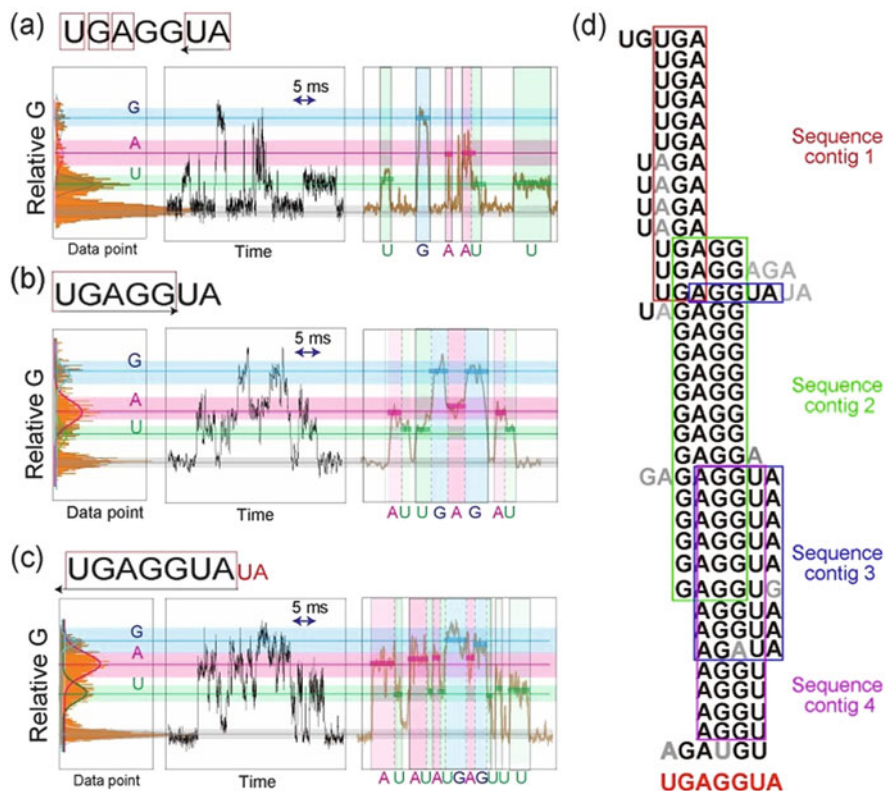 (a)
UGAGGUA
5 ms
G
A
U
Relative G
Data point
Time
U G A A U U
(b)
UGAGGUA
5 ms
G
A
U
Relative G
Data point
Time
A U U G A G A U
(c)
UGAGGUAUA
5 ms
G
A
U
Relative G
Data point
Time
A U A U A U G A G U U U
(d)
UGUGA
UGA
UGA
UGA
UGA
UGA
UAGA
UAGA
UAGA
UAGA
UGAGG
UGAGGAGA
UGAGGUAUA
UAGAGG
GAGG
GAGG
GAGG
GAGG
GAGG
GAGG
GAGGA
GAGAGGUA
GAGGUA
GAGGUA
GAGGUA
GAGGUA
GAGGUG
AGGUA
AGGUA
AGAUA
AGGU
AGGU
AGGU
AGGU
AGAUGU
UGAGGUA
Sequence
contig 1
Sequence
contig 2
Sequence
contig 3
Sequence
contig 4